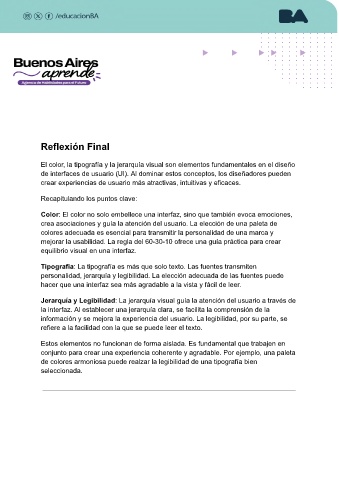 /educacionBA
BA
Buenos Aires
aprende
Agencia de Habilidades para el Futuro
Reflexión Final
El color, la tipografía y la jerarquía visual son elementos fundamentales en el diseño
de interfaces de usuario (UI). Al dominar estos conceptos, los diseñadores pueden
crear experiencias de usuario más atractivas, intuitivas y eficaces.
Recapitulando los puntos clave:
Color: El color no solo embellece una interfaz, sino que también evoca emociones,
crea asociaciones y guía la atención del usuario. La elección de una paleta de
colores adecuada es esencial para transmitir la personalidad de una marca y
mejorar la usabilidad. La regla del 60-30-10 ofrece una guía práctica para crear
equilibrio visual en una interfaz.
Tipografía: La tipografía es más que solo texto. Las fuentes transmiten
personalidad, jerarquía y legibilidad. La elección adecuada de las fuentes puede
hacer que una interfaz sea más agradable a la vista y fácil de leer.
Jerarquía y Legibilidad: La jerarquía visual guía la atención del usuario a través de
la interfaz. Al establecer una jerarquía clara, se facilita la comprensión de la
información y se mejora la experiencia del usuario. La legibilidad, por su parte, se
refiere a la facilidad con la que se puede leer el texto.
Estos elementos no funcionan de forma aislada. Es fundamental que trabajen en
conjunto para crear una experiencia coherente y agradable. Por ejemplo, una paleta
de colores armoniosa puede realzar la legibilidad de una tipografía bien
seleccionada.